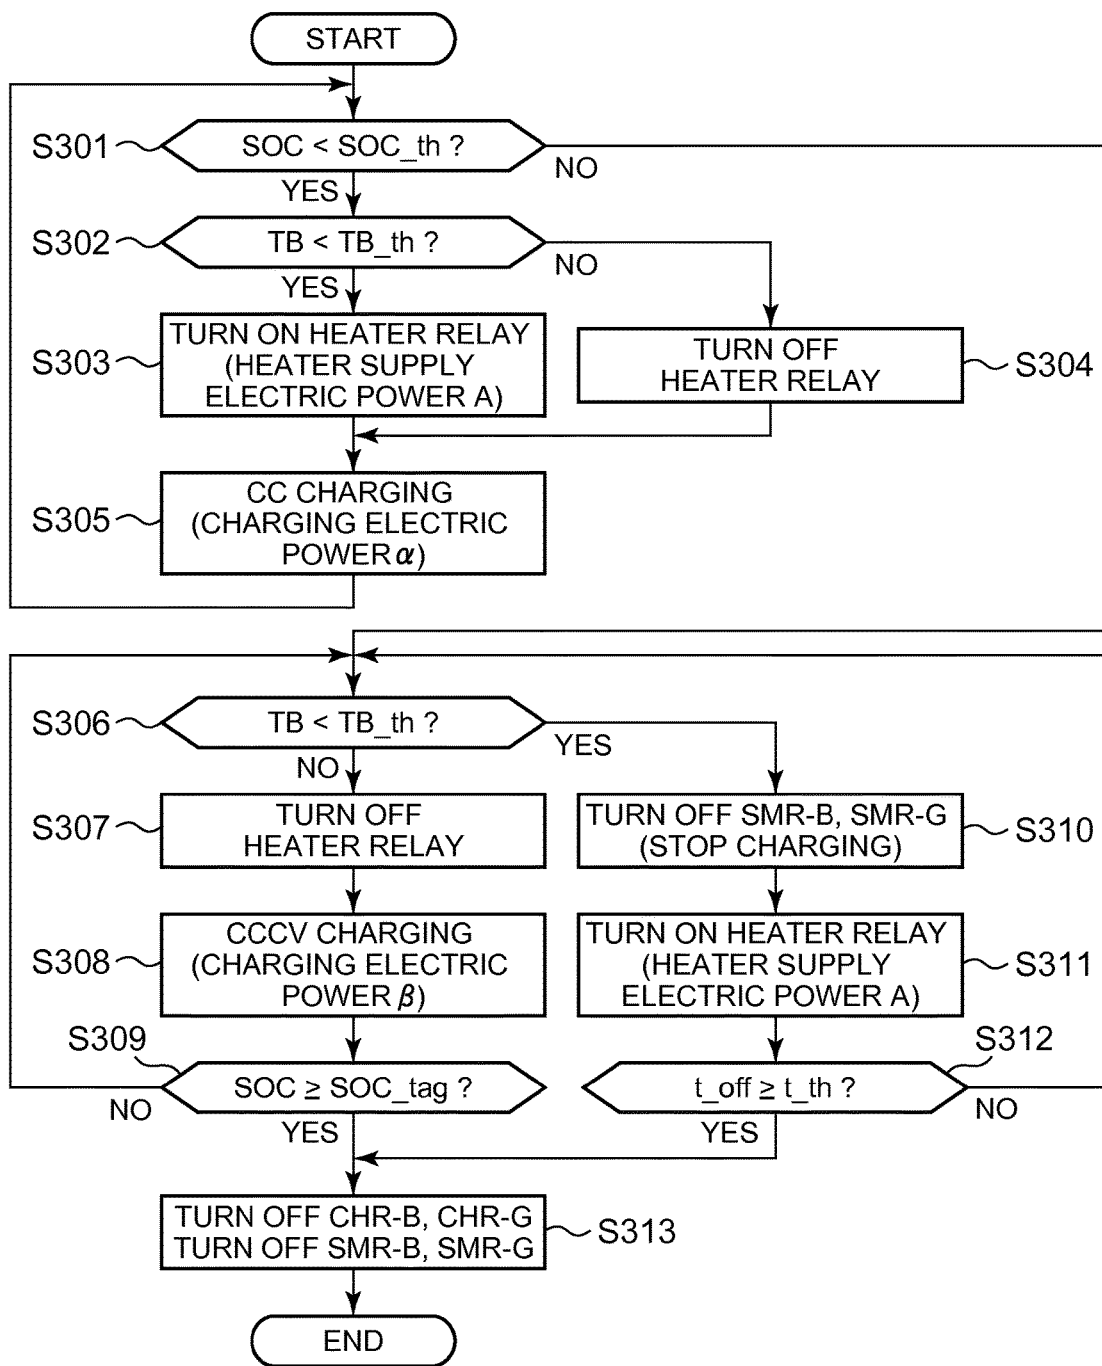 START
S301
SOC < SOC_th ?
NO
YES
S302
TB < TB_th ?
NO
YES
S303
TURN ON HEATER RELAY
(HEATER SUPPLY
ELECTRIC POWER A)
TURN OFF
HEATER RELAY
S304
S305
CC CHARGING
(CHARGING ELECTRIC
POWER α)
S306
TB < TB_th ?
YES
NO
S307
TURN OFF
HEATER RELAY
TURN OFF SMR-B, SMR-G
(STOP CHARGING)
S310
S308
CCCV CHARGING
(CHARGING ELECTRIC
POWER β)
TURN ON HEATER RELAY
(HEATER SUPPLY
ELECTRIC POWER A)
S311
S309
SOC ≥ SOC_tag ?
NO
YES
S312
t_off ≥ t_th ?
NO
YES
TURN OFF CHR-B, CHR-G
TURN OFF SMR-B, SMR-G
S313
END